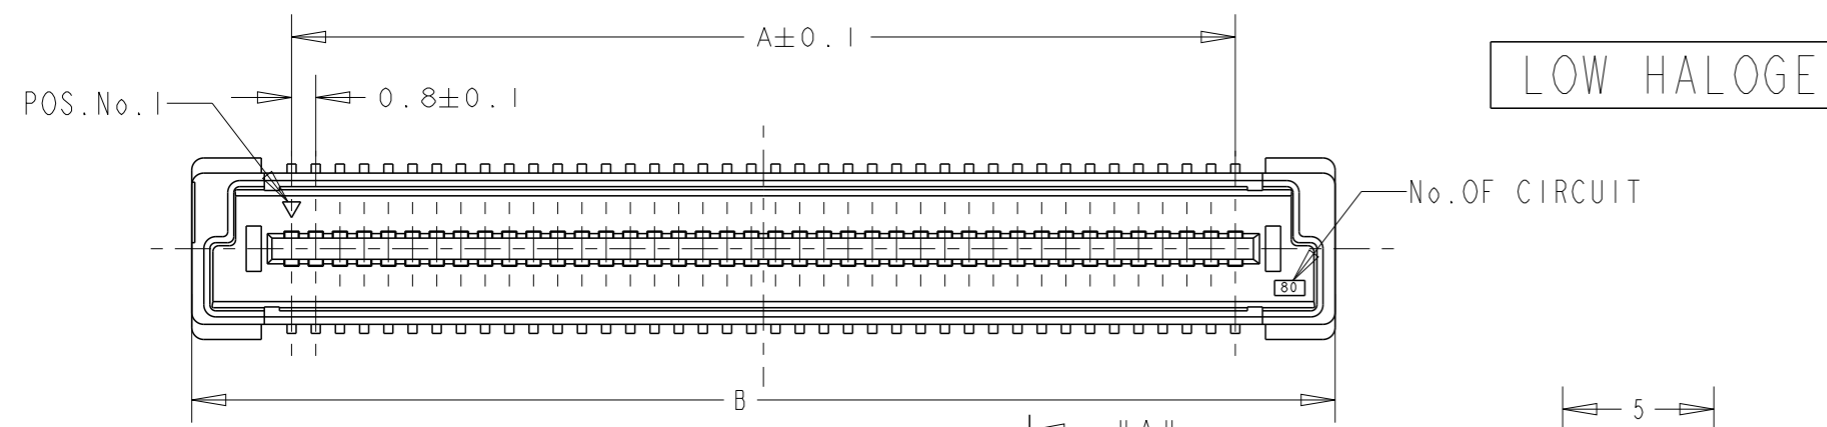 A±0.1
LOW HALOGE
POS.No.1
0.8±0.1
No.OF CIRCUIT
80
B
5
"A"